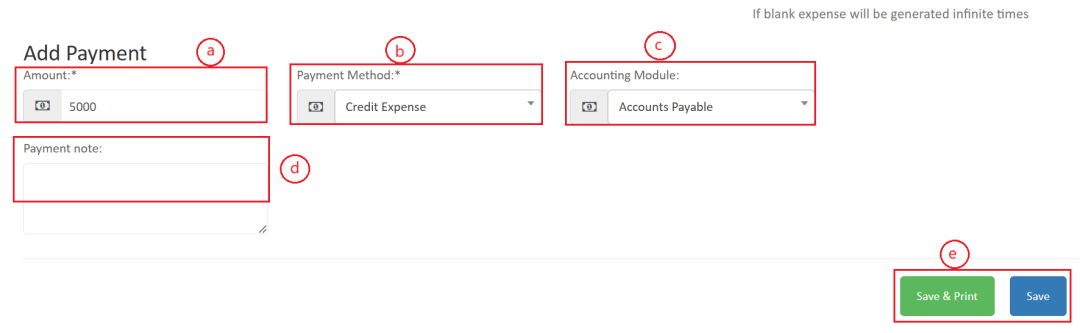 If blank expense will be generated infinite times
Add Payment
a
b
c
Amount:*
Payment Method:*
Accounting Module:
5000
Credit Expense
Accounts Payable
Payment note:
d
e
Save & Print
Save